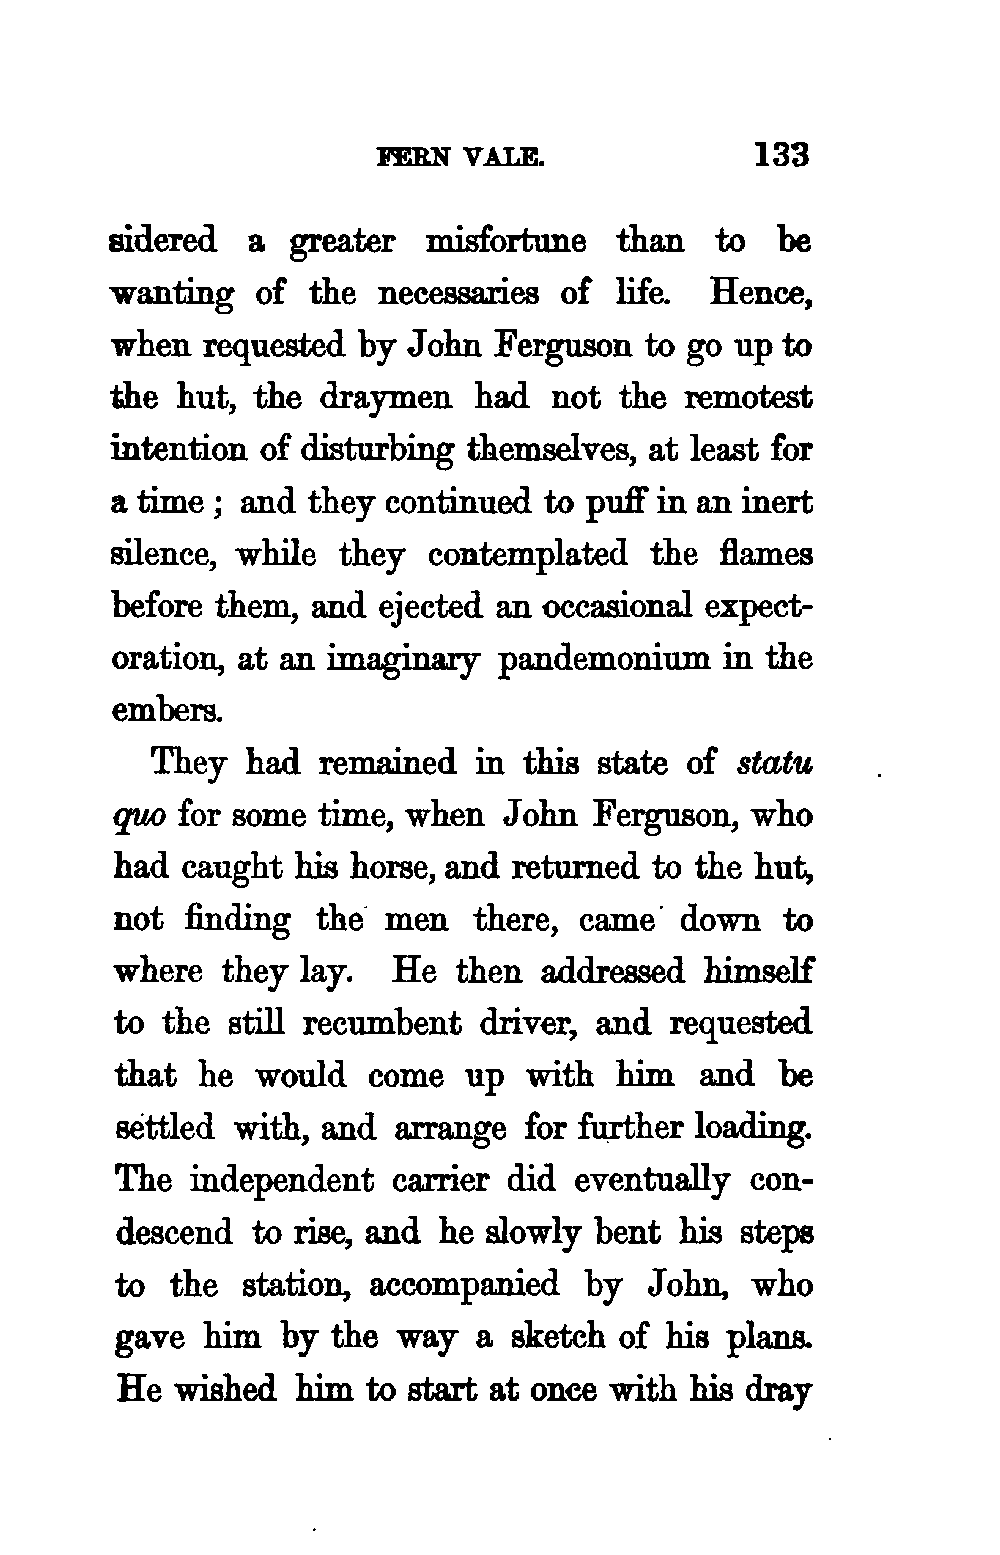 FERN VALE. 133
sidered a greater misfortune than to be
wanting of the necessaries of life. Hence,
when requested by John Ferguson to go up to
the hut, the draymen had not the remotest
intention of disturbing themselves, at least for
a time ; and they continued to puff in an inert
silence, while they contemplated the flames
before them, and ejected an occasional expect-
oration, at an imaginary pandemonium in the
embers.
They had remained in this state of statu
quo for some time, when John Ferguson, who
had caught his horse, and returned to the hut,
not finding the men there, came down to
where they lay. He then addressed himself
to the still recumbent driver, and requested
that he would come up with him and be
settled with, and arrange for further loading.
The independent carrier did eventually con-
descend to rise, and he slowly bent his steps
to the station, accompanied by John, who
gave him by the way a sketch of his plans.
He wished him to start at once with his dray